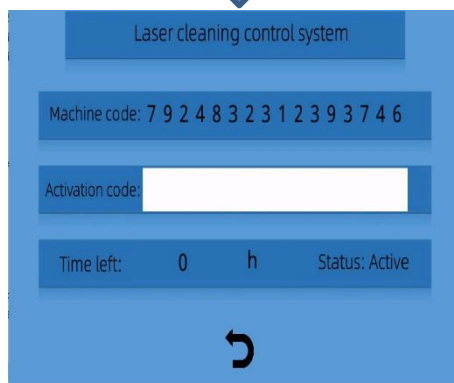 Laser cleaning control system
Machine code: 7 9 2 4 8 3 2 3 1 2 3 9 3 7 4 6
Activation code:
Time left: 0 h Status: Active